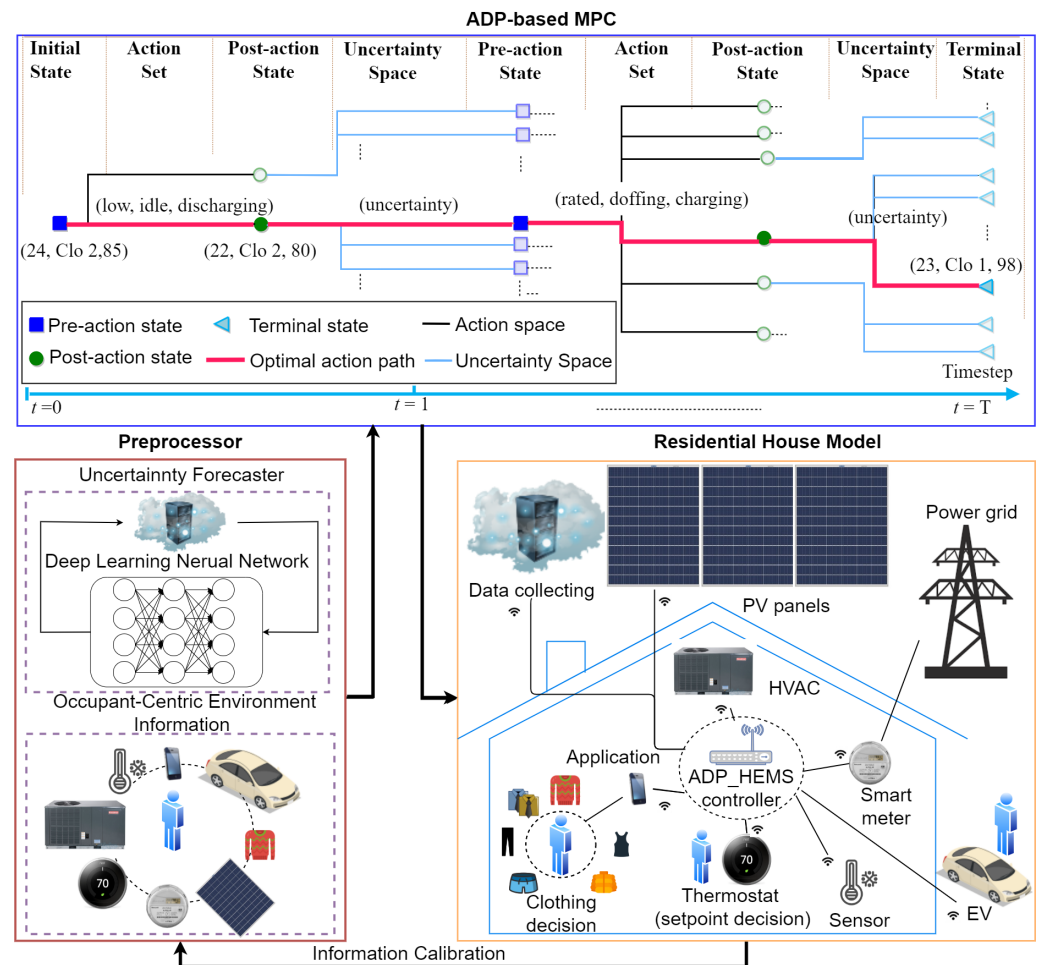 ADP-based MPC
Initial State
Action Set
Post-action State
Uncertainty Space
Pre-action State
Action Set
Post-action State
Uncertainty Space
Terminal State
(low, idle, discharging)
(uncertainty)
(rated, doffing, charging)
(uncertainty)
(24, Clo 2,85)
(22, Clo 2, 80)
(23, Clo 1, 98)
Pre-action state
Terminal state
Action space
Post-action state
Optimal action path
Uncertainty Space
Timestep
t =0
t = 1
t = T
Preprocessor
Uncertainnty Forecaster
Deep Learning Nerual Network
Occupant-Centric Environment
Information
70
Residential House Model
Data collecting
PV panels
Power grid
HVAC
Application
ADP_HEMS
controller
Smart
meter
Clothing
decision
70
Thermostat
(setpoint decision)
Sensor
EV
Information Calibration